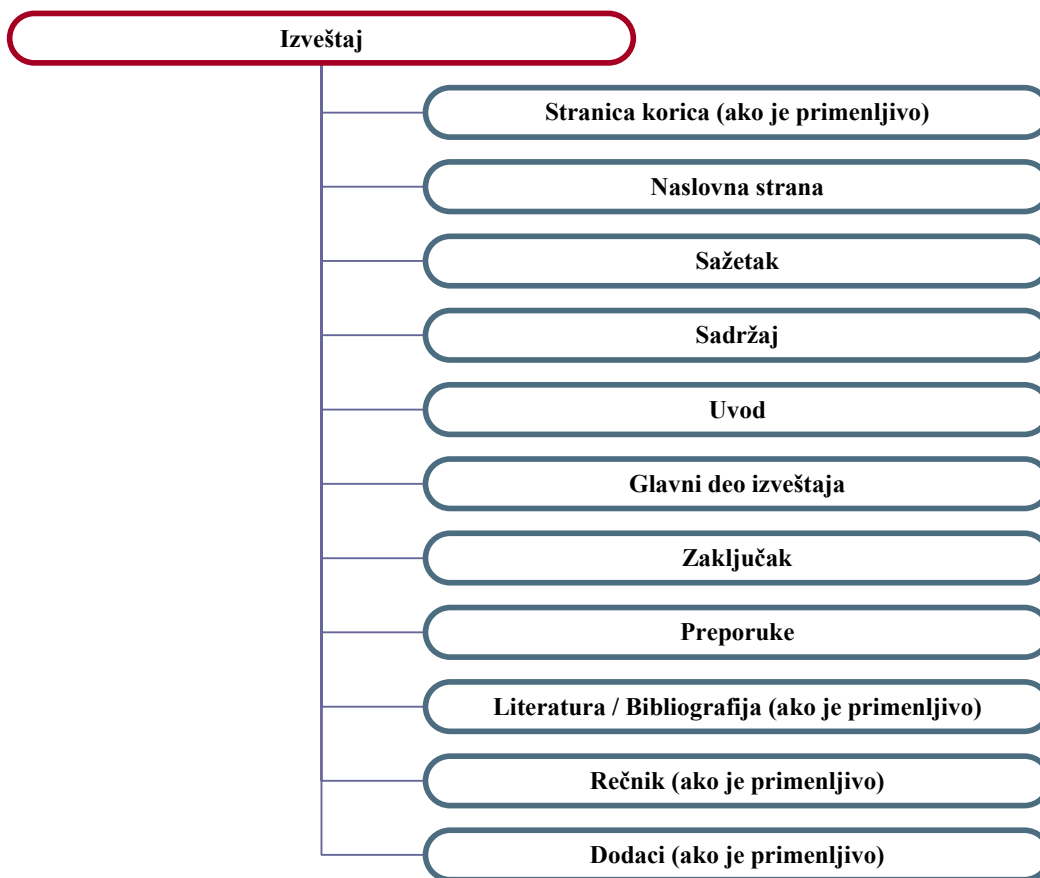 Izveštaj
Stranica korica (ako je primenljivo)
Naslovna strana
Sažetak
Sadržaj
Uvod
Glavni deo izveštaja
Zaključak
Preporuke
Literatura / Bibliografija (ako je primenljivo)
Rečnik (ako je primenljivo)
Dodaci (ako je primenljivo)